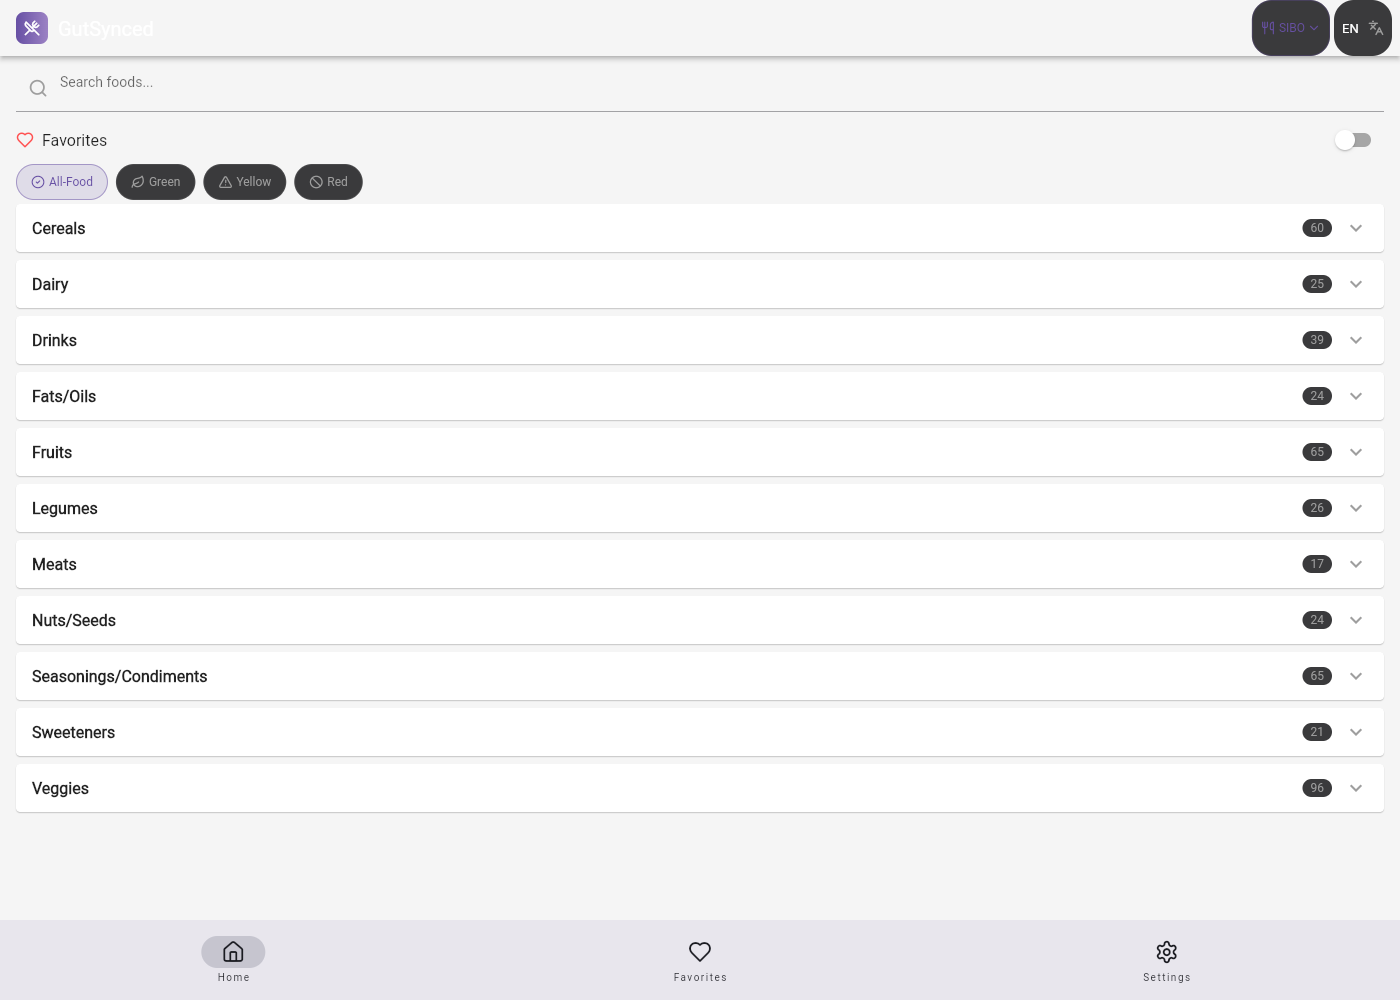 GutSynced
SIBO
EN
Search foods...
Favorites
All-Food
Green
Yellow
Red
Cereals 60
Dairy 25
Drinks 39
Fats/Oils 24
Fruits 65
Legumes 26
Meats 17
Nuts/Seeds 24
Seasonings/Condiments 65
Sweeteners 21
Veggies 96
Home
Favorites
Settings